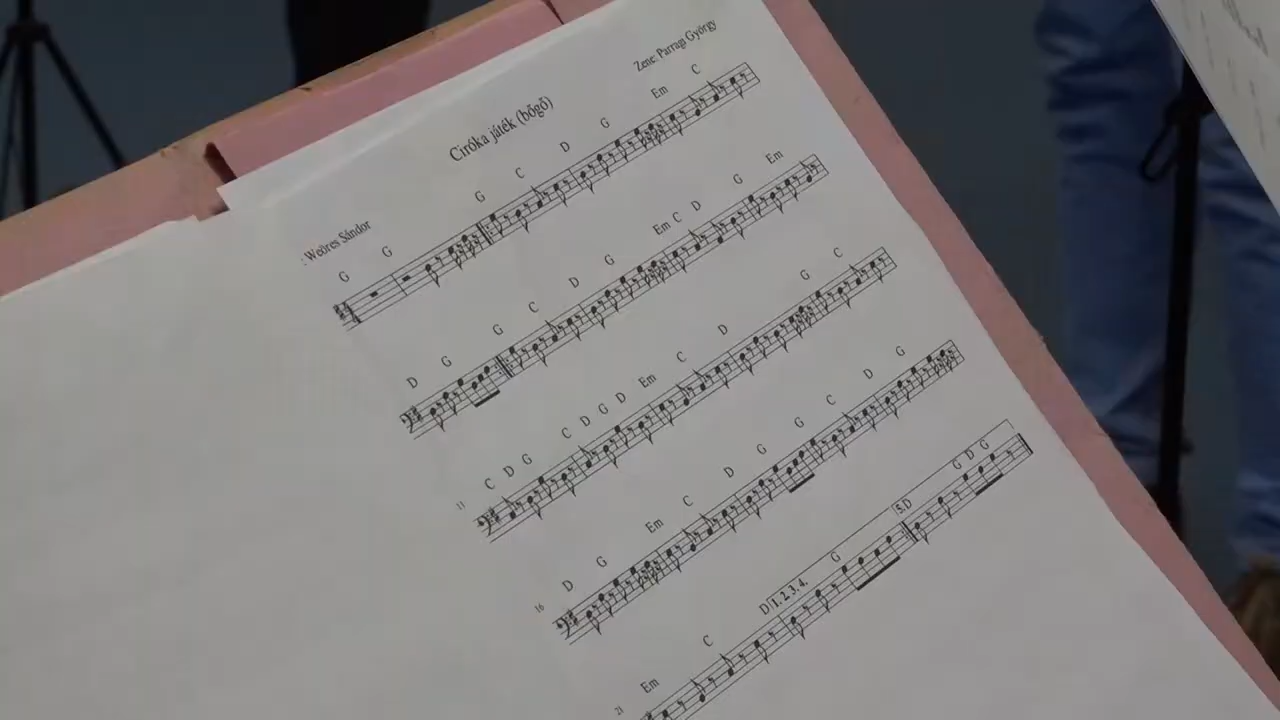 Ciróka játék (bőgő)
Zene: Parragi György
: Weöres Sándor
G G G C D G Em C
D G G C D G Em C D G Em
11 C D G C D G D Em C D G C
16 D G Em C D G G C D G
21 Em C D 1. 2. 3. 4. G 5. D G D G